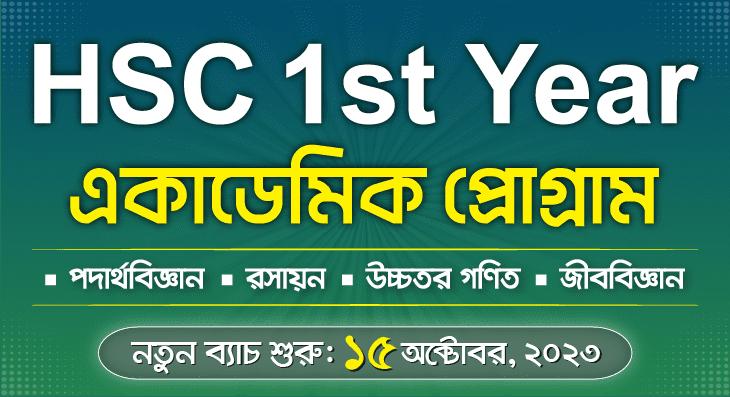 HSC 1st Year
একাডেমিক প্রোগ্রাম
▪ পদার্থবিজ্ঞান ▪ রসায়ন ▪ উচ্চতর গণিত ▪ জীববিজ্ঞান
নতুন ব্যাচ শুরু: ১৫ অক্টোবর, ২০২৩